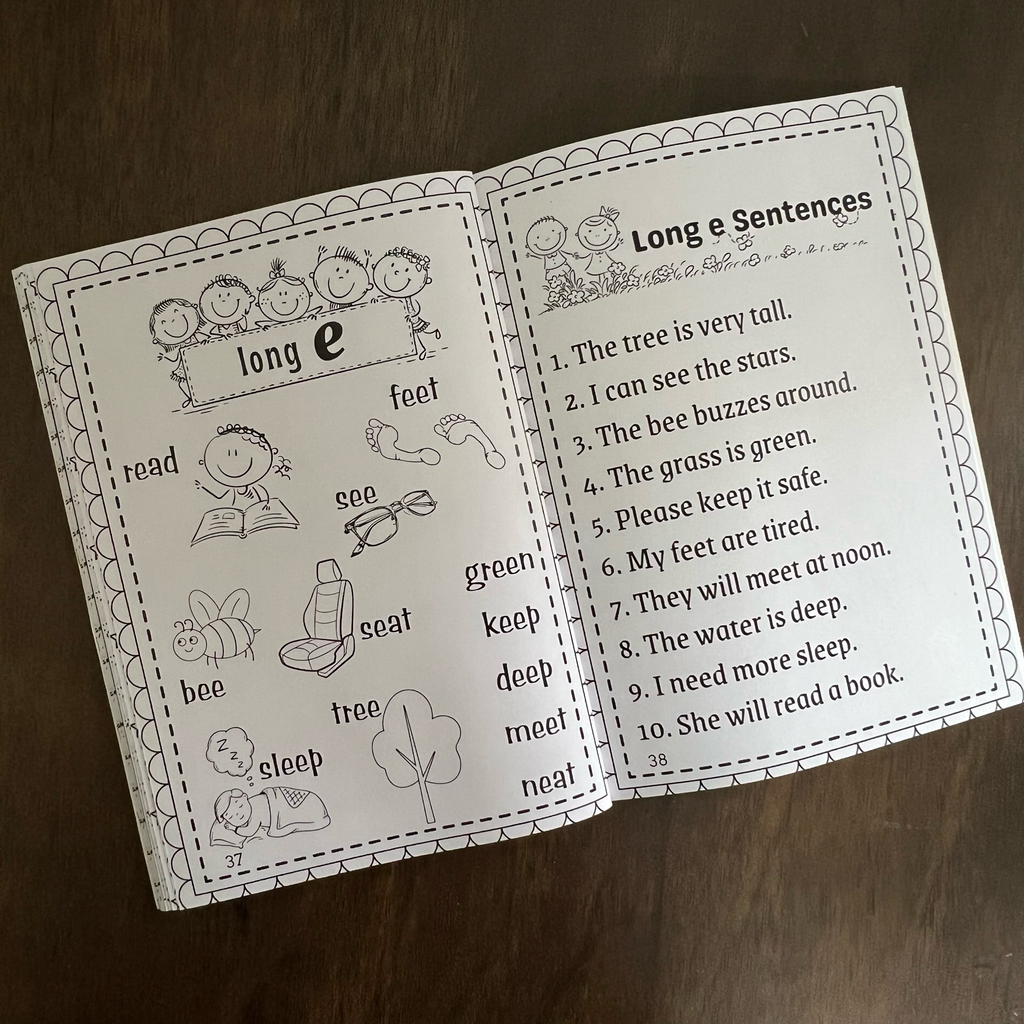 long e
feet
read
see
green
seat
keep
bee
deep
tree
meet
Z Z Z
sleep
neat
37
Long e Sentences
1. The tree is very tall.
2. I can see the stars.
3. The bee buzzes around.
4. The grass is green.
5. Please keep it safe.
6. My feet are tired.
7. They will meet at noon.
8. The water is deep.
9. I need more sleep.
10. She will read a book.
38